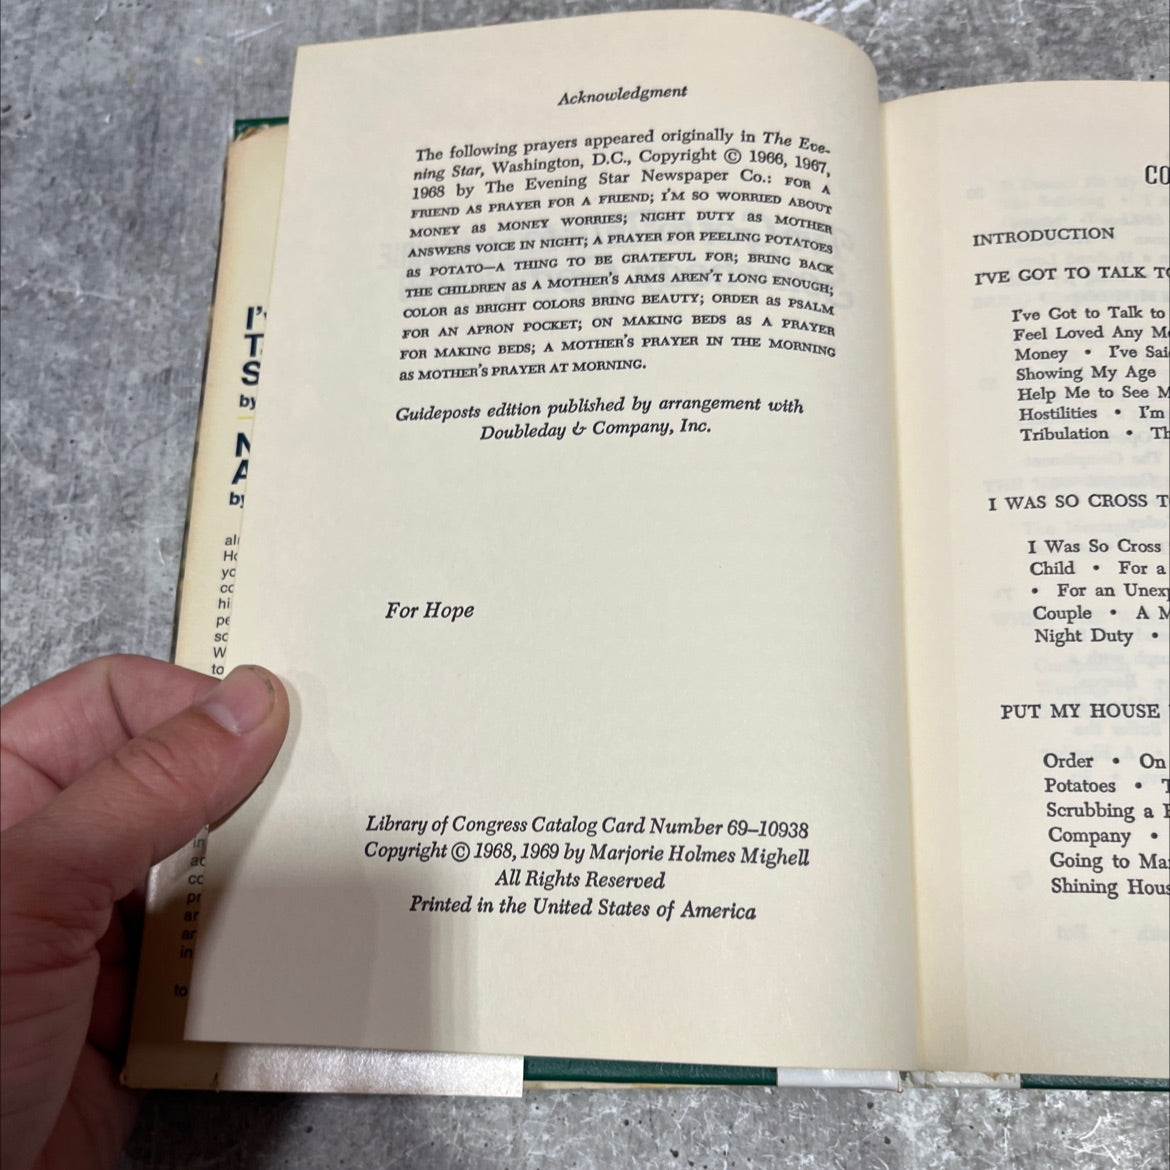 Acknowledgment
The following prayers appeared originally in The Eve-
ning Star, Washington, D.C., Copyright © 1966, 1967,
1968 by The Evening Star Newspaper Co.: FOR A
FRIEND AS PRAYER FOR A FRIEND; I'M SO WORRIED ABOUT
MONEY as MONEY WORRIES; NIGHT DUTY as MOTHER
ANSWERS VOICE IN NIGHT; A PRAYER FOR PEELING POTATOES
as POTATO—A THING TO BE GRATEFUL FOR; BRING BACK
THE CHILDREN as A MOTHER'S ARMS AREN'T LONG ENOUGH;
COLOR as BRIGHT COLORS BRING BEAUTY; ORDER as PSALM
FOR AN APRON POCKET; ON MAKING BEDS as A PRAYER
FOR MAKING BEDS; A MOTHER'S PRAYER IN THE MORNING
as MOTHER'S PRAYER AT MORNING.
Guideposts edition published by arrangement with
Doubleday & Company, Inc.
For Hope
Library of Congress Catalog Card Number 69–10938
Copyright © 1968, 1969 by Marjorie Holmes Mighell
All Rights Reserved
Printed in the United States of America
CO
INTRODUCTION
I'VE GOT TO TALK TO
I've Got to Talk to
Feel Loved Any Mo
Money • I've Sai
Showing My Age
Help Me to See M
Hostilities • I'm
Tribulation • Th
I WAS SO CROSS T
I Was So Cross
Child • For a
• For an Unexp
Couple • A M
Night Duty •
PUT MY HOUSE
Order • On
Potatoes • T
Scrubbing a
Company •
Going to Mar
Shining Hous
by
by